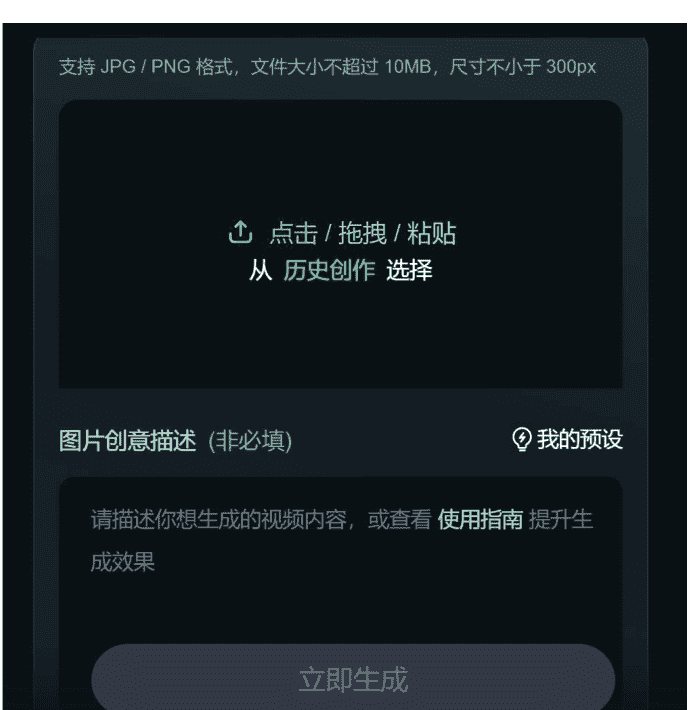 支持 JPG / PNG 格式，文件大小不超过 10MB，尺寸不小于 300px
点击 / 拖拽 / 粘贴
从 历史创作 选择
图片创意描述 (非必填) 我的预设
请描述你想生成的视频内容，或查看 使用指南 提升生
成效果
立即生成